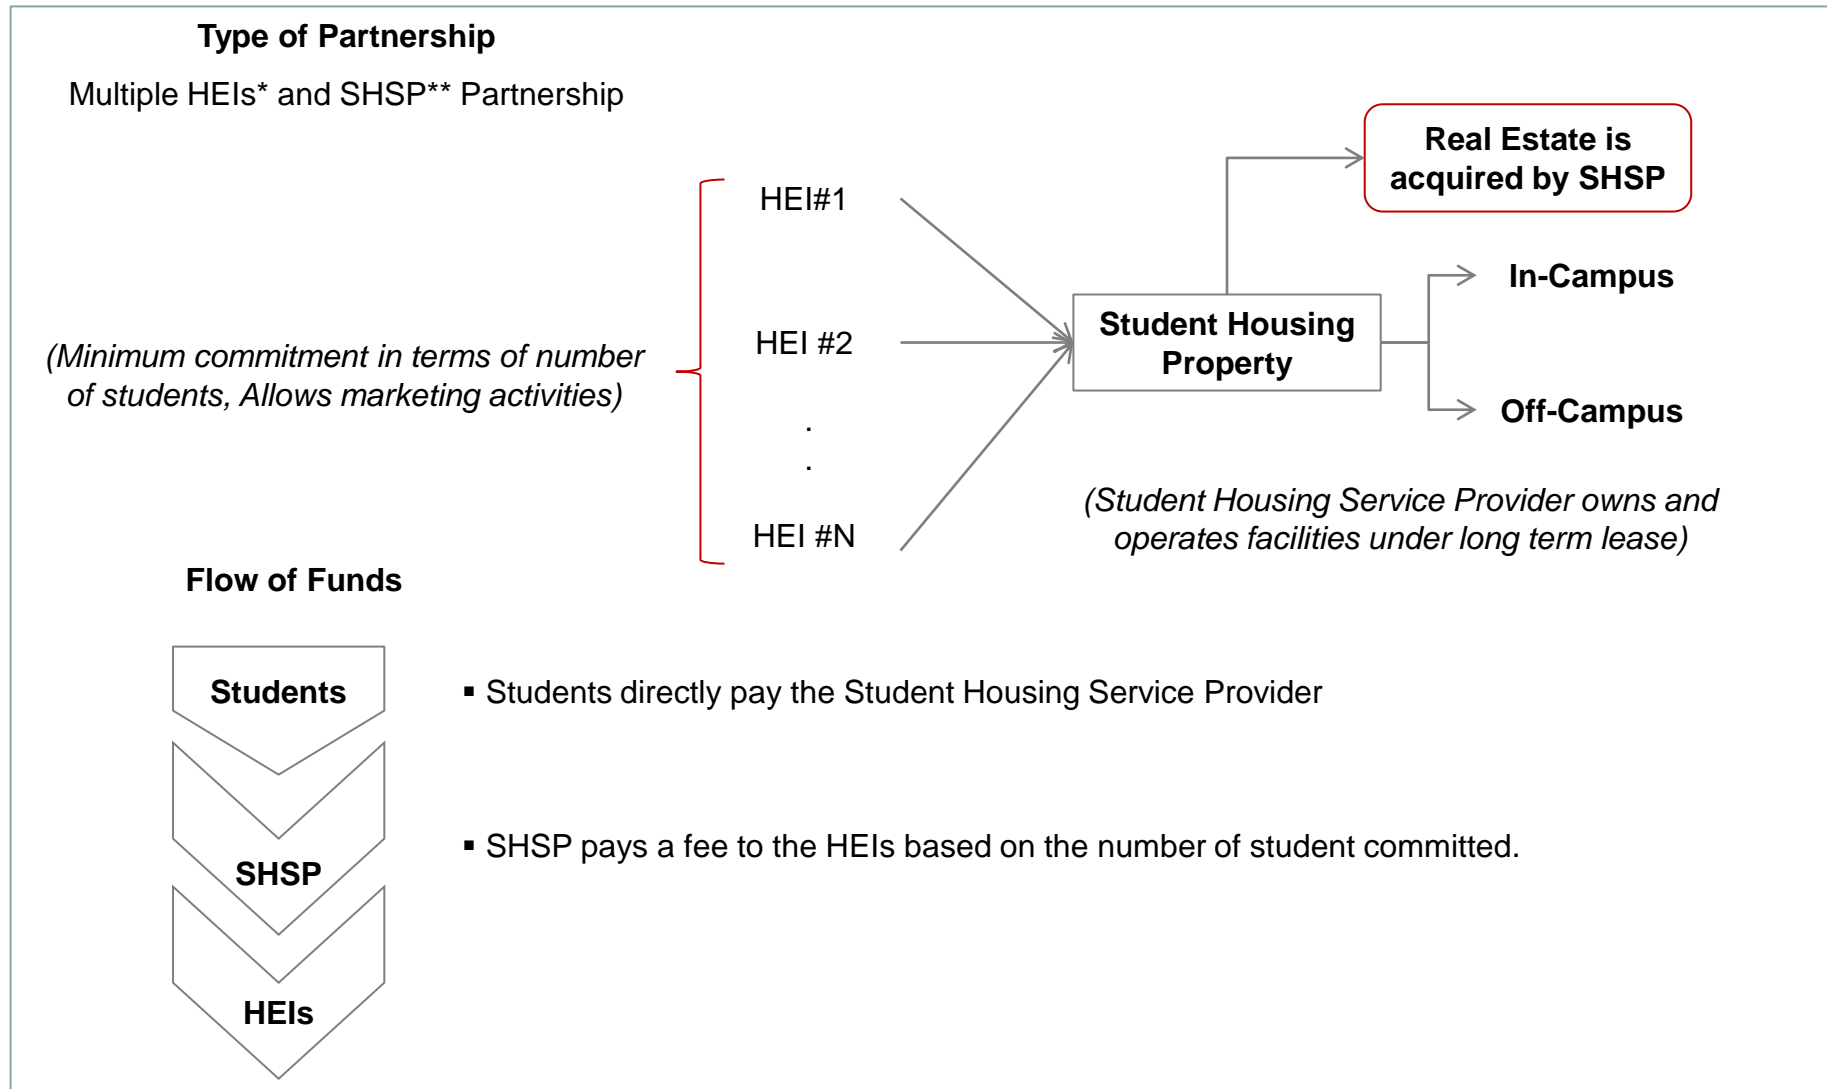 Type of Partnership
Multiple HEIs* and SHSP** Partnership
Real Estate is
acquired by SHSP
HEI#1
In-Campus
Student Housing
Property
HEI #2
(Minimum commitment in terms of number
of students, Allows marketing activities)
Off-Campus
.
.
HEI #N
(Student Housing Service Provider owns and
operates facilities under long term lease)
Flow of Funds
Students
▪ Students directly pay the Student Housing Service Provider
SHSP
▪ SHSP pays a fee to the HEIs based on the number of student committed.
HEIs